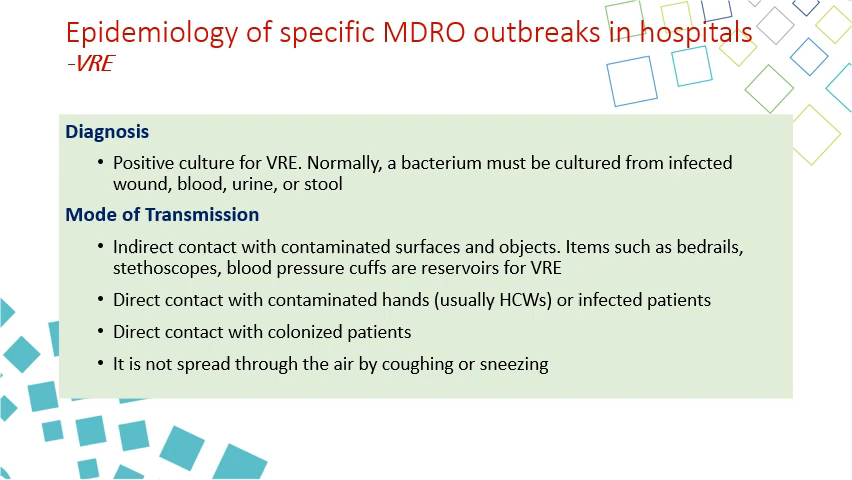 Epidemiology of specific MDRO outbreaks in hospitals
-VRE
Diagnosis
• Positive culture for VRE. Normally, a bacterium must be cultured from infected
wound, blood, urine, or stool
Mode of Transmission
• Indirect contact with contaminated surfaces and objects. Items such as bedrails,
stethoscopes, blood pressure cuffs are reservoirs for VRE
• Direct contact with contaminated hands (usually HCWs) or infected patients
• Direct contact with colonized patients
• It is not spread through the air by coughing or sneezing